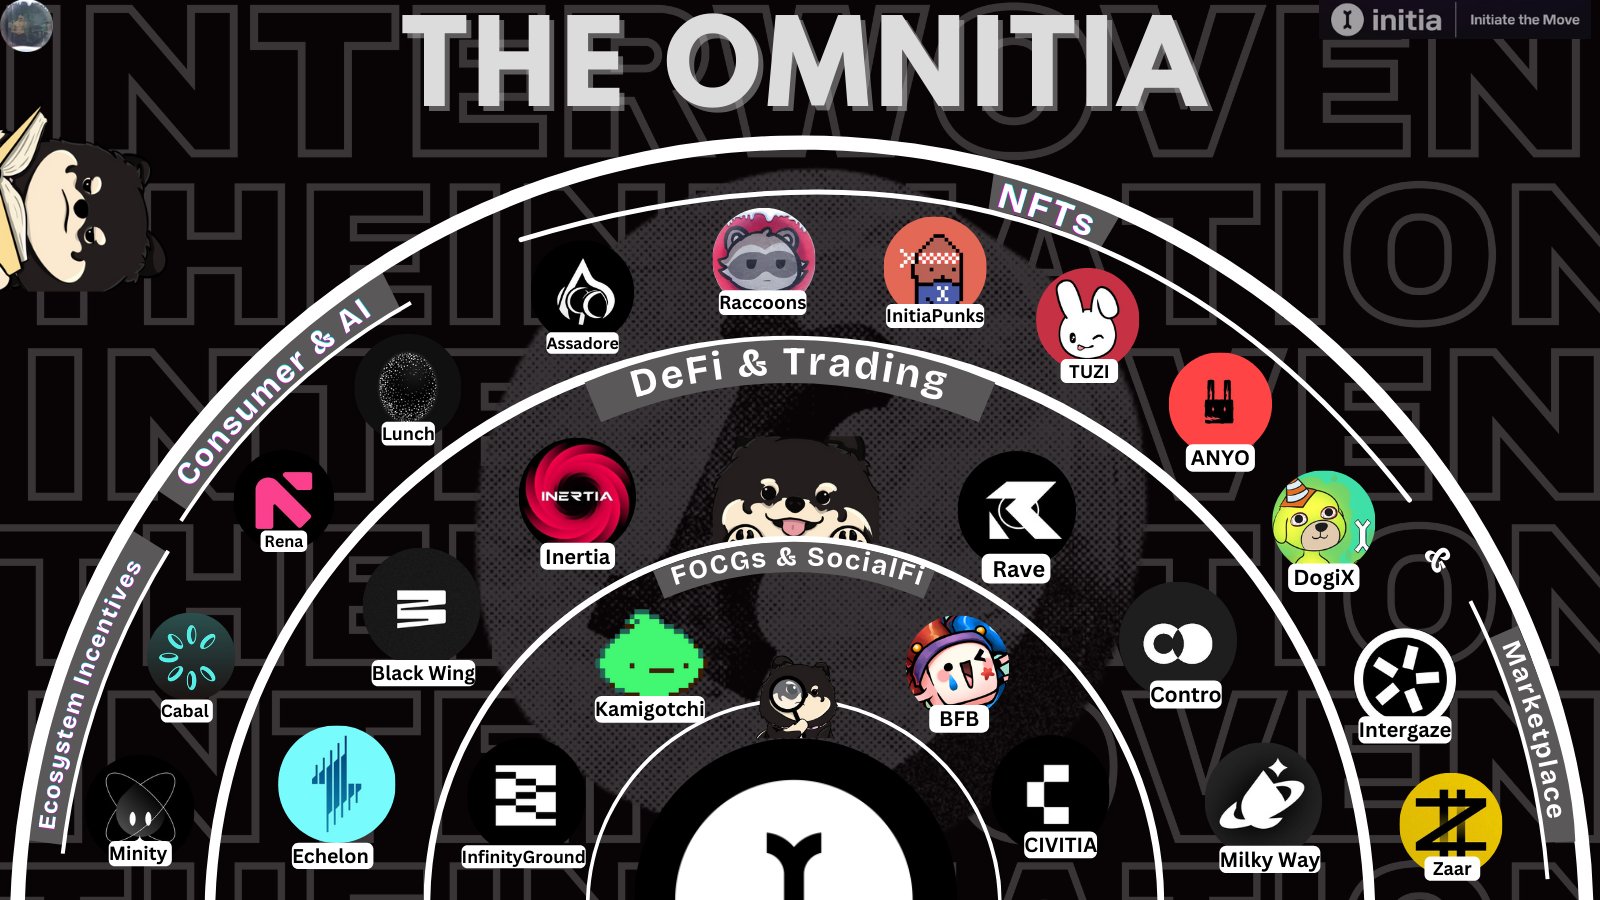 THE OMNITIA
initia
Initiate the Move
INTERWOVEN
NFTs
Raccoons
InitiaPunks
Assadore
TUZI
ANYO
DogiX
&
Marketplace
Intergaze
Zaar
Consumer & AI
Lunch
Rena
Ecosystem Incentives
Cabal
Minity
DeFi & Trading
INERTIA
Inertia
Rave
Black Wing
Contro
Echelon
Milky Way
FOCGs & SocialFi
Kamigotchi
BFB
InfinityGround
CIVITIA